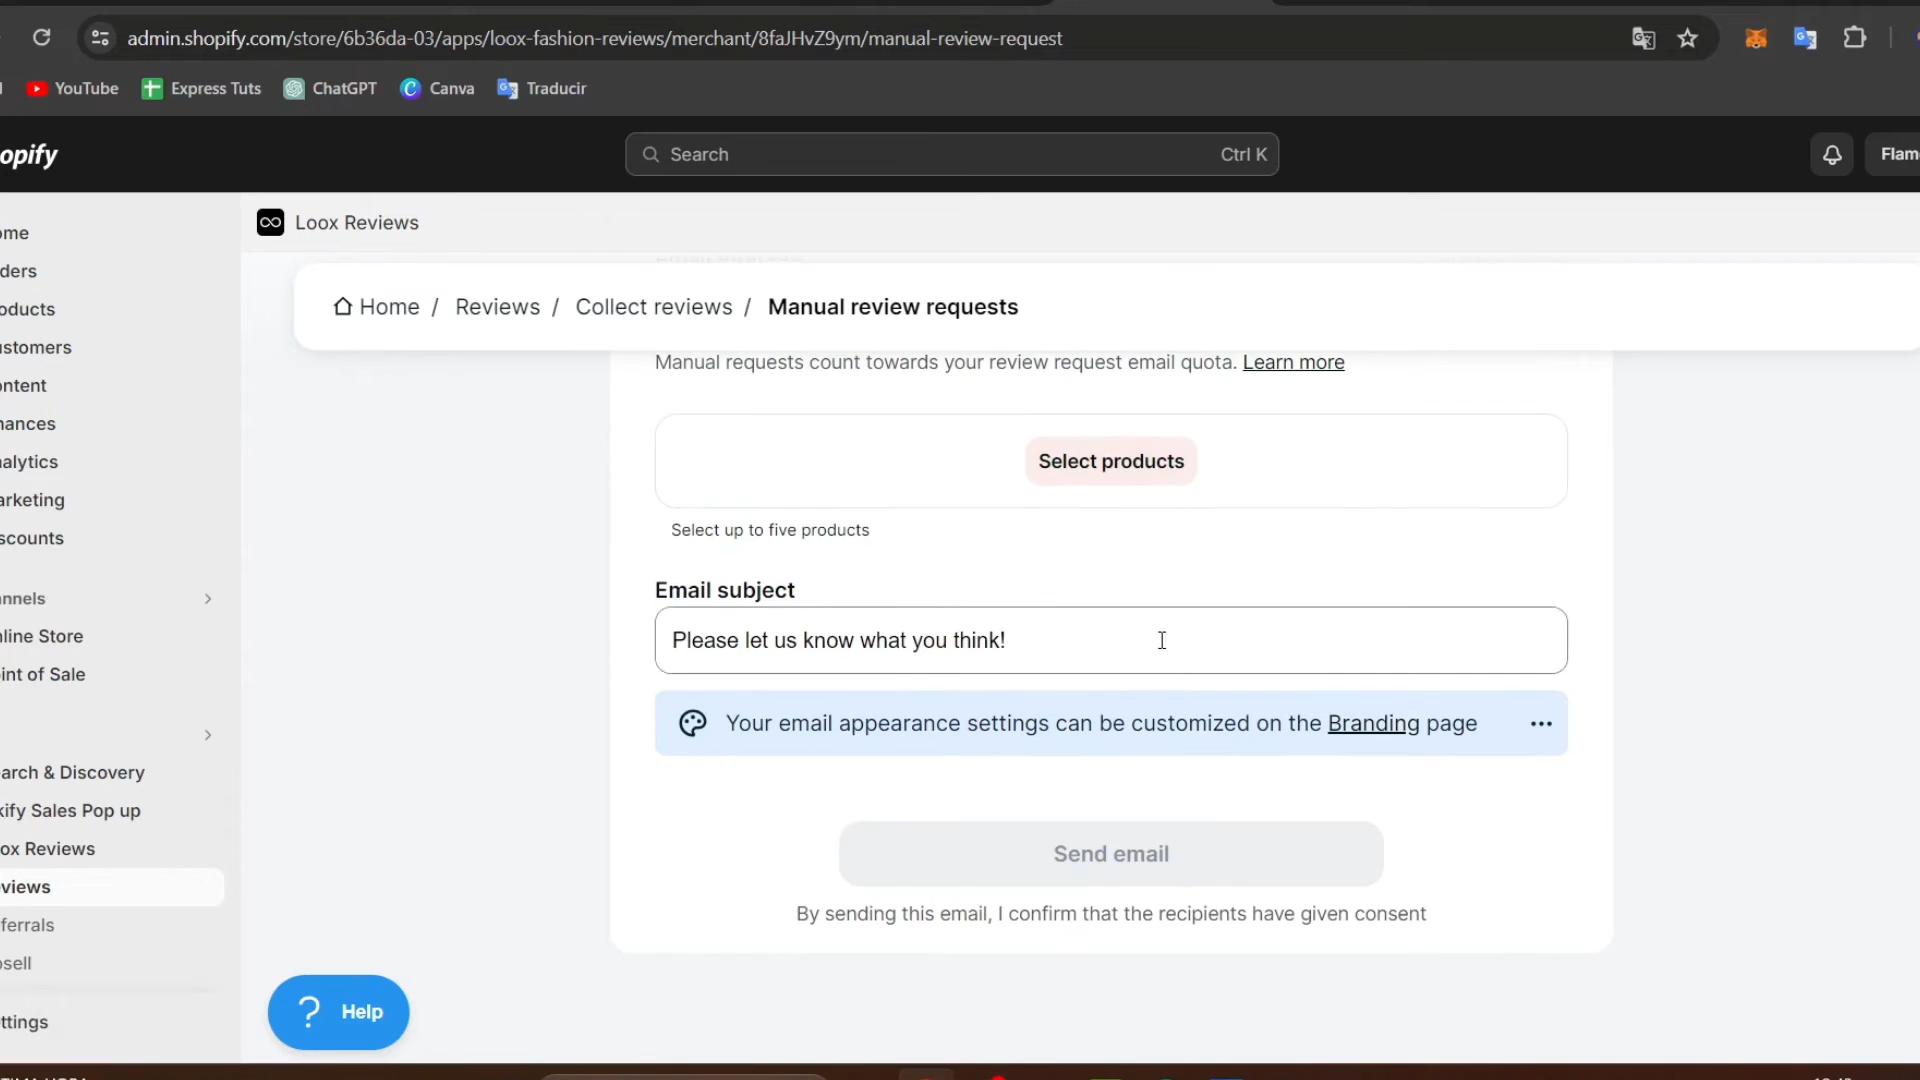 admin.shopify.com/store/6b36da-03/apps/loox-fashion-reviews/merchant/8faJHvZ9ym/manual-review-request
YouTube Express Tuts ChatGPT Canva Traducir
opify
Search Ctrl K
Flam
Loox Reviews
ome
ders
oducts
ustomers
ontent
nances
alytics
arketing
scounts
annels
line Store
int of Sale
arch & Discovery
kify Sales Pop up
ox Reviews
eviews
ferrals
sell
ttings
Home / Reviews / Collect reviews / Manual review requests
Manual requests count towards your review request email quota. Learn more
Select products
Select up to five products
Email subject
Please let us know what you think!
Your email appearance settings can be customized on the Branding page
Send email
By sending this email, I confirm that the recipients have given consent
? Help